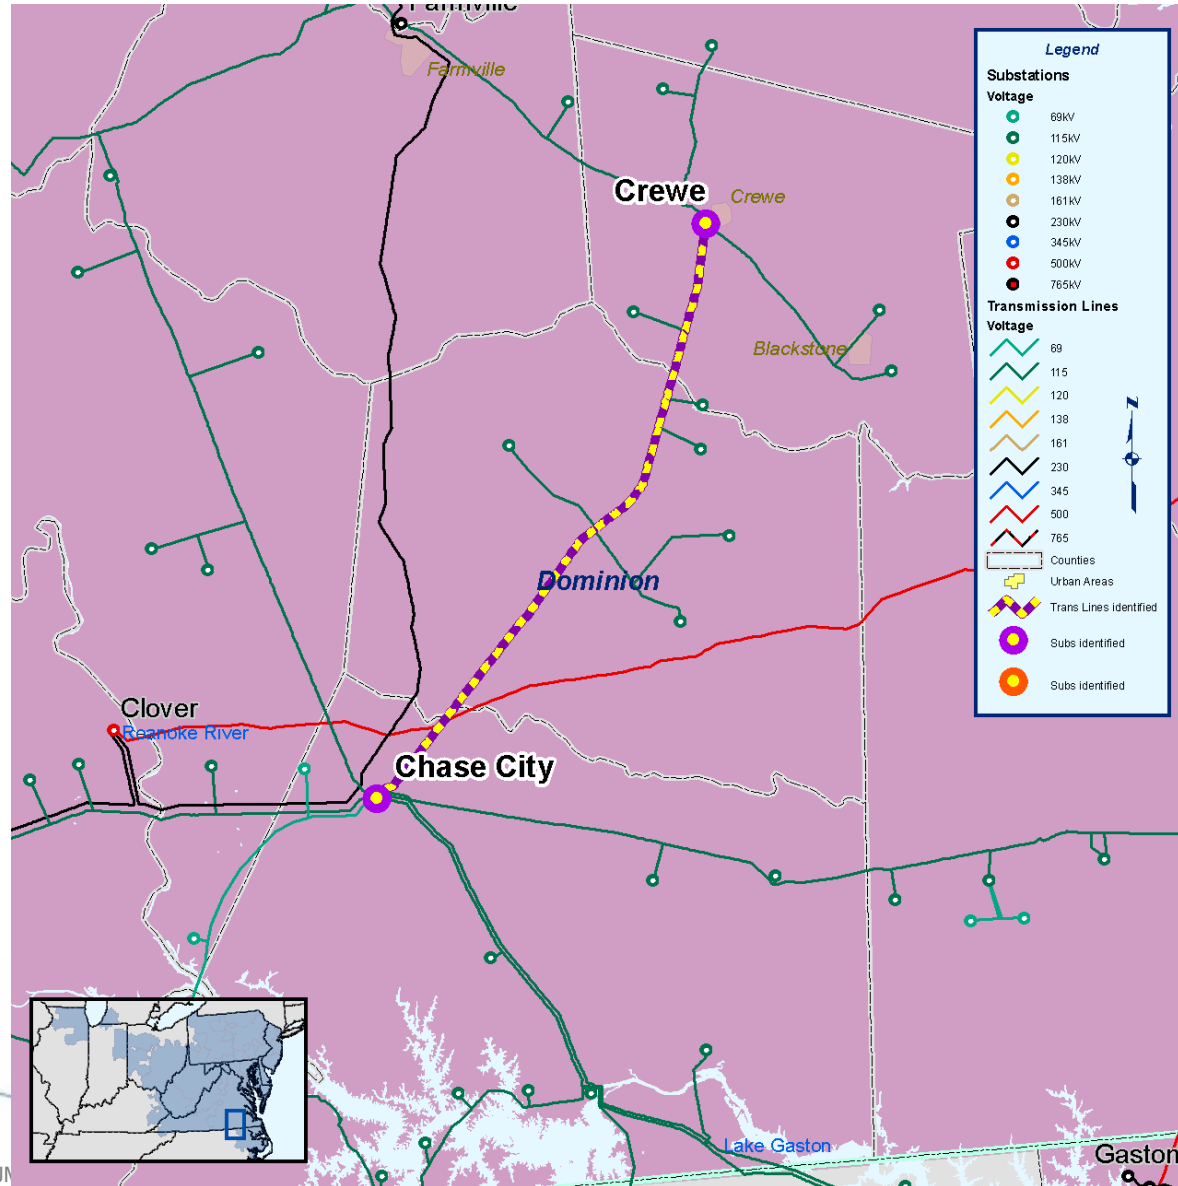 Farmville
Farmville
Crewe
Crewe
Blackstone
Dominion
Clover
Roanoke River
Chase City
Lake Gaston
Gaston
Legend
Substations
Voltage
69kV
115kV
120kV
138kV
161kV
230kV
345kV
500kV
765kV
Transmission Lines
Voltage
69
115
120
138
161
230
345
500
765
Counties
Urban Areas
Trans Lines identified
Subs identified
Subs identified
N